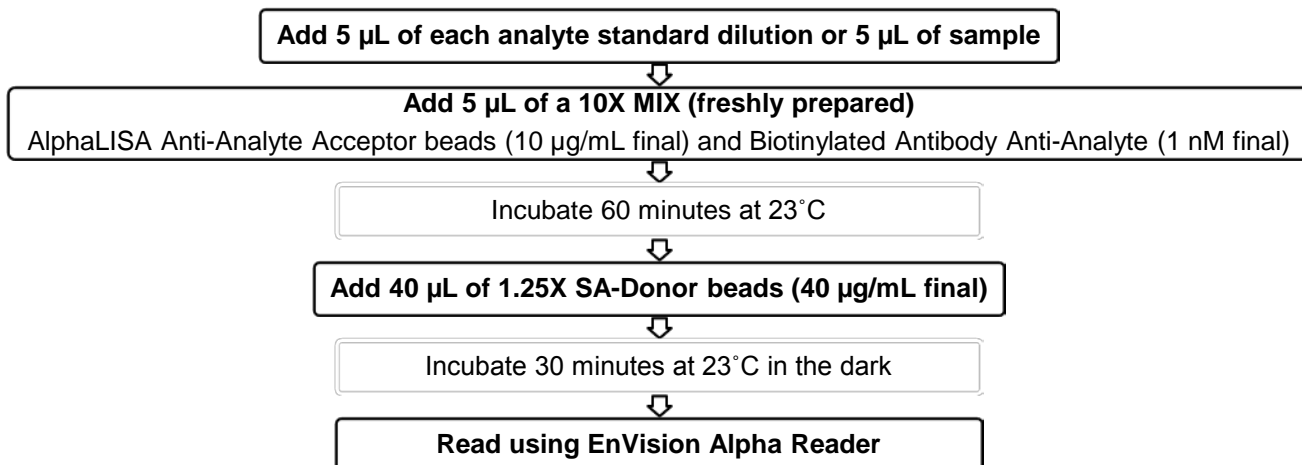 Add 5 µL of each analyte standard dilution or 5 µL of sample
Add 5 µL of a 10X MIX (freshly prepared)
AlphaLISA Anti-Analyte Acceptor beads (10 µg/mL final) and Biotinylated Antibody Anti-Analyte (1 nM final)
Incubate 60 minutes at 23˚C
Add 40 µL of 1.25X SA-Donor beads (40 µg/mL final)
Incubate 30 minutes at 23˚C in the dark
Read using EnVision Alpha Reader